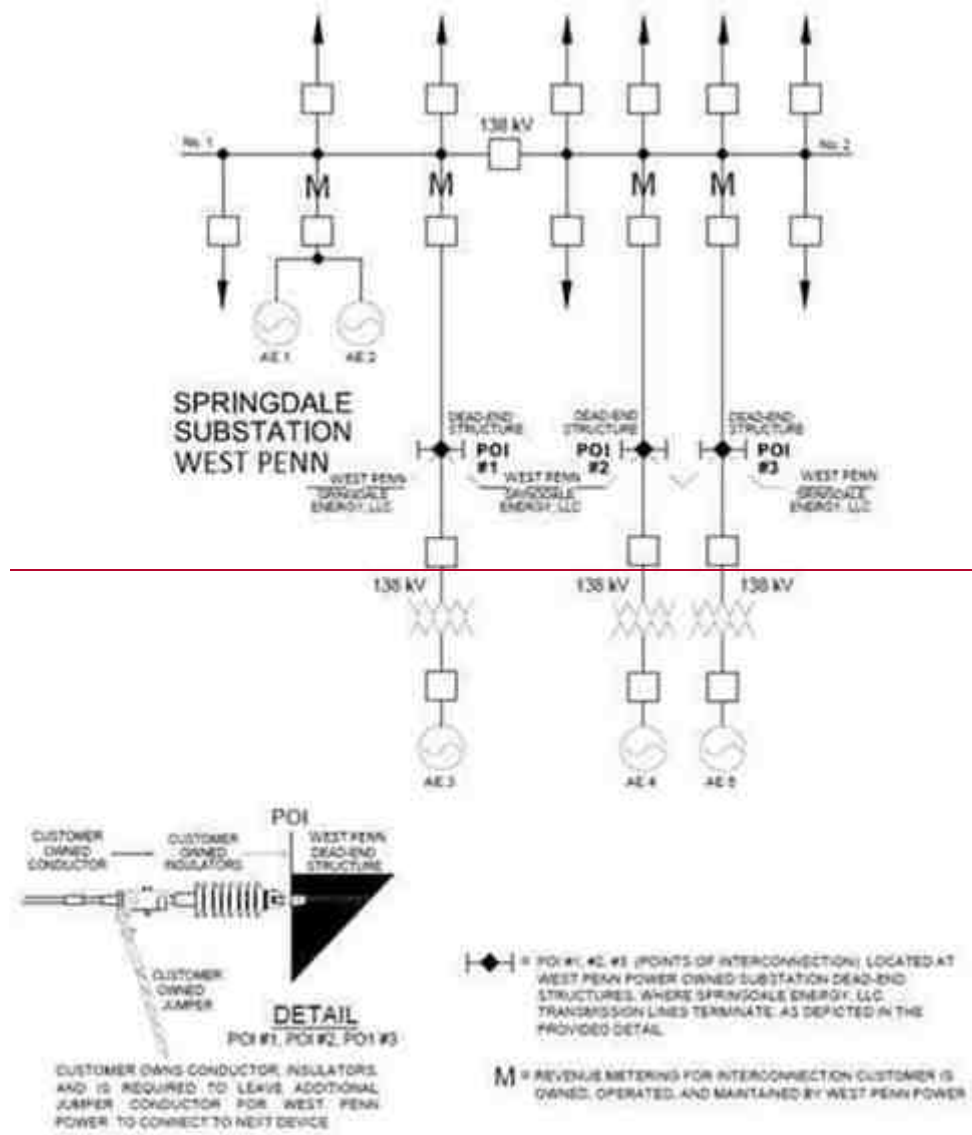 138 kV
No. 1
No. 2
M
M
M
M
AE 1
AE 2
SPRINGDALE
SUBSTATION
WEST PENN
DEAD-END
STRUCTURE
POI
#1
DEAD-END
STRUCTURE
POI
#2
DEAD-END
STRUCTURE
POI
#3
WEST PENN
SPRINGDALE
ENERGY, LLC
WEST PENN
SPRINGDALE
ENERGY, LLC
WEST PENN
SPRINGDALE
ENERGY, LLC
138 kV
138 kV
138 kV
AE 3
AE 4
AE 5
POI
CUSTOMER
OWNED
CONDUCTOR
CUSTOMER
OWNED
INSULATORS
WEST PENN
DEAD-END
STRUCTURE
CUSTOMER
OWNED
JUMPER
DETAIL
POI #1, POI #2, PO1 #3
CUSTOMER OWNS CONDUCTOR, INSULATORS,
AND IS REQUIRED TO LEAVE ADDITIONAL
JUMPER CONDUCTOR FOR WEST PENN
POWER TO CONNECT TO NEXT DEVICE
= POI #1, #2, #3 (POINTS OF INTERCONNECTION) LOCATED AT
WEST PENN POWER OWNED SUBSTATION DEAD-END
STRUCTURES, WHERE SPRINGDALE ENERGY, LLC
TRANSMISSION LINES TERMINATE, AS DEPICTED IN THE
PROVIDED DETAIL
M = REVENUE METERING FOR INTERCONNECTION CUSTOMER IS
OWNED, OPERATED, AND MAINTAINED BY WEST PENN POWER